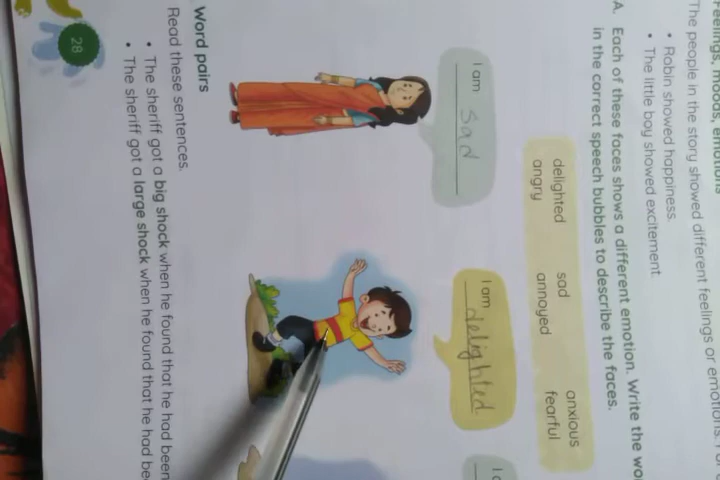 Feelings, moods, emotions
The people in the story showed different feelings or emotions.
• Robin showed happiness.
• The little boy showed excitement.
A. Each of these faces shows a different emotion. Write the
in the correct speech bubbles to describe the faces.
delighted sad anxious
angry annoyed fearful
I am
sad
I am
delighted
Word pairs
Read these sentences.
• The sheriff got a big shock when he found that he had been
• The sheriff got a large shock when he found that he had
28